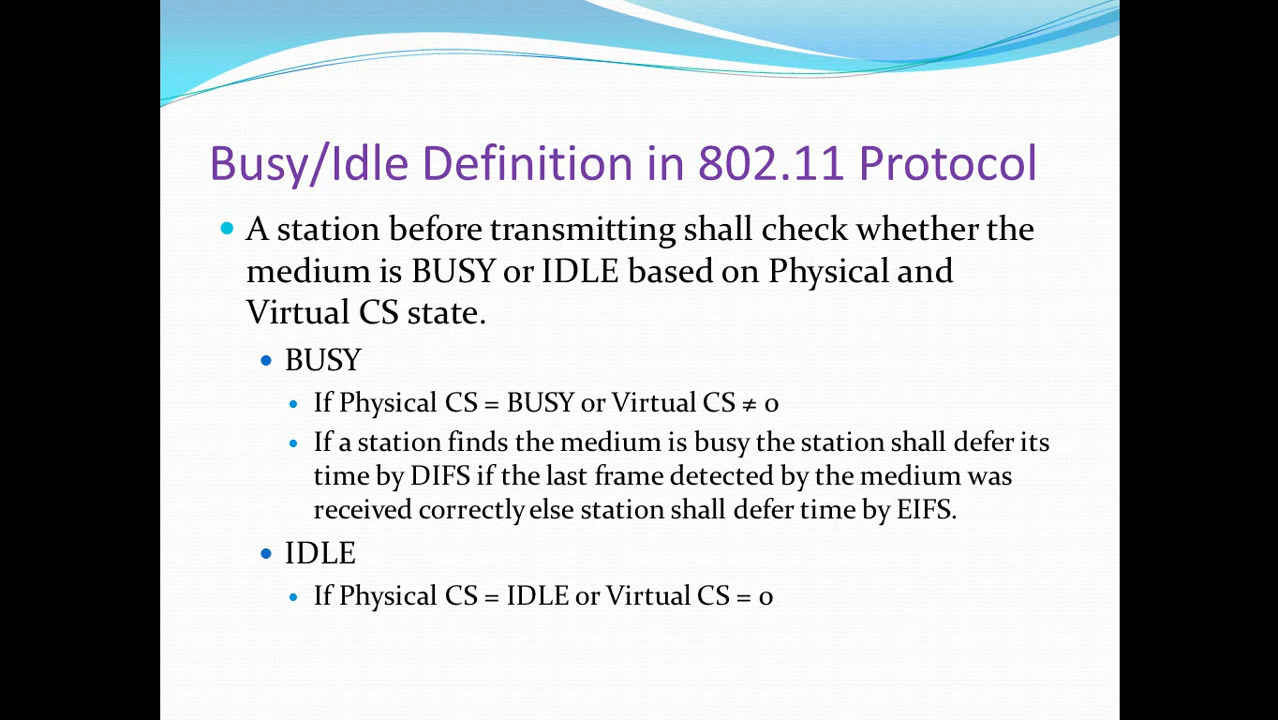 Busy/Idle Definition in 802.11 Protocol
• A station before transmitting shall check whether the
medium is BUSY or IDLE based on Physical and
Virtual CS state.
• BUSY
• If Physical CS = BUSY or Virtual CS ≠ 0
• If a station finds the medium is busy the station shall defer its
time by DIFS if the last frame detected by the medium was
received correctly else station shall defer time by EIFS.
• IDLE
• If Physical CS = IDLE or Virtual CS = 0